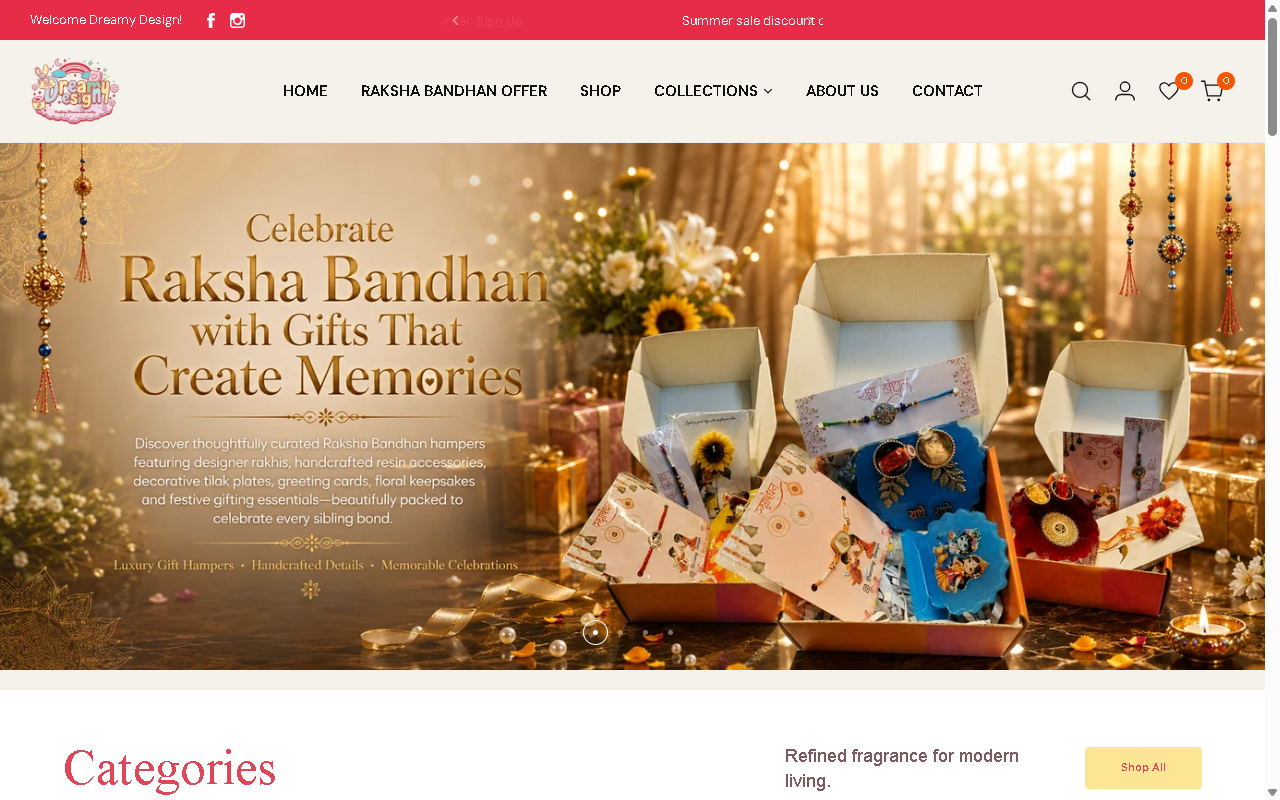 Welcome Dreamy Design!
Sign Up
Summer sale discount
Dreamy
Design
HOME
RAKSHA BANDHAN OFFER
SHOP
COLLECTIONS
ABOUT US
CONTACT
0
0
Celebrate
Raksha Bandhan
with Gifts That
Create Memories
Discover thoughtfully curated Raksha Bandhan hampers
featuring designer rakhis, handcrafted resin accessories,
decorative tilak plates, greeting cards, floral keepsakes
and festive gifting essentials—beautifully packed to
celebrate every sibling bond.
Luxury Gift Hampers • Handcrafted Details • Memorable Celebrations
Categories
Refined fragrance for modern
living.
Shop All